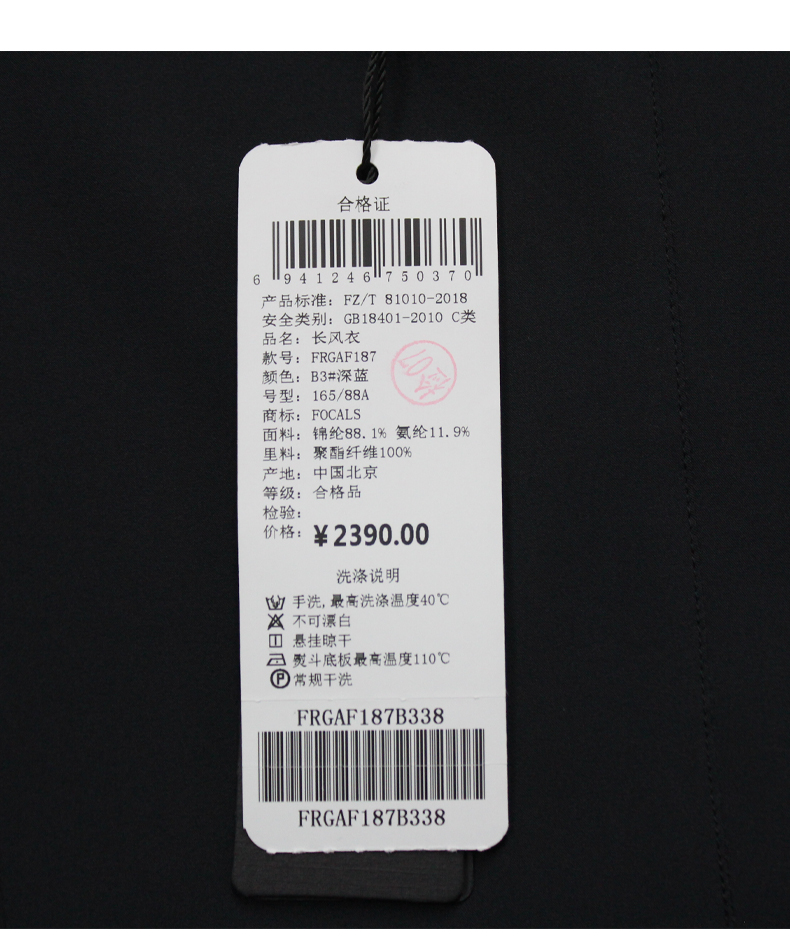 合格证
6 941246 750370
产品标准: FZ/T 81010-2018
安全类别: GB18401-2010 C类
品名: 长风衣
款号: FRGAF187
颜色: B3#深蓝
号型: 165/88A
商标: FOCALS
面料: 锦纶88.1% 氨纶11.9%
里料: 聚酯纤维100%
产地: 中国北京
等级: 合格品
检验:
价格: ¥2390.00
洗涤说明
手洗,最高洗涤温度40℃
不可漂白
悬挂晾干
熨斗底板最高温度110℃
P 常规干洗
FRGAF187B338
FRGAF187B338